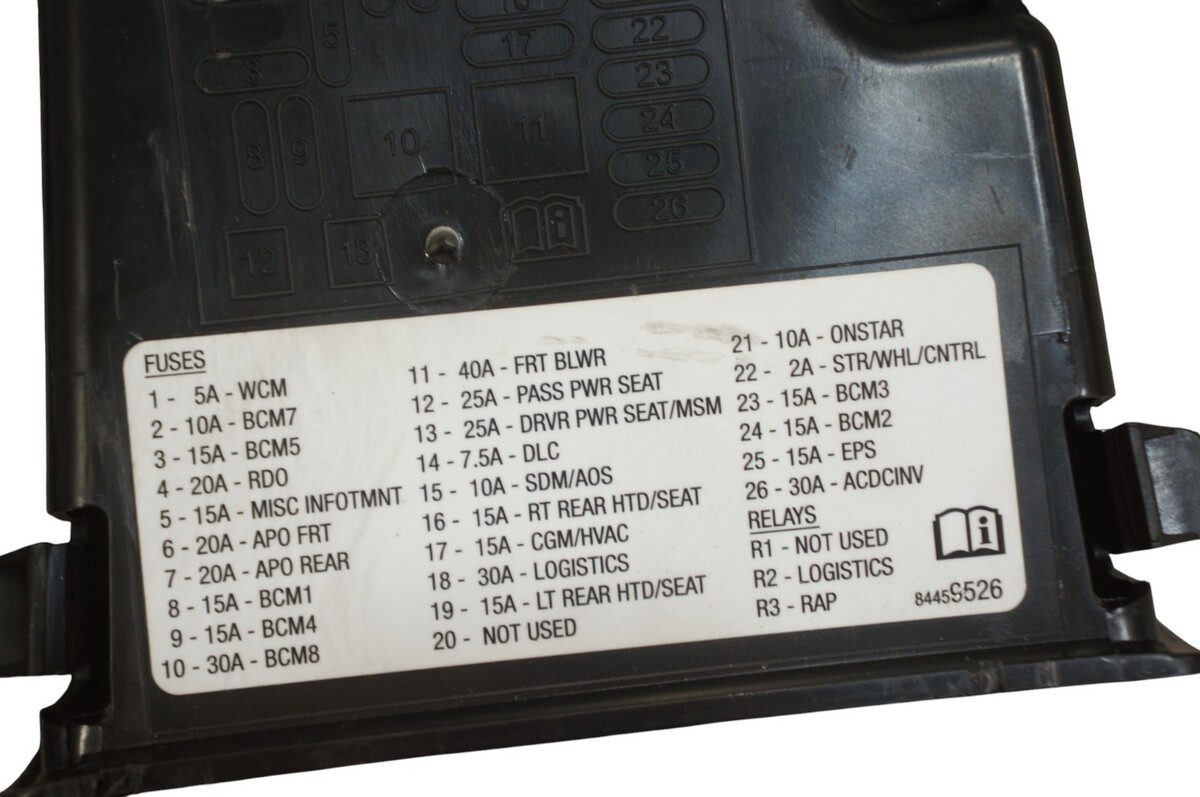 5
16
22
17
3
23
10
11
24
8
9
25
26
12
13
FUSES
1 - 5A - WCM
2 - 10A - BCM7
3 - 15A - BCM5
4 - 20A - RDO
5 - 15A - MISC INFOTMNT
6 - 20A - APO FRT
7 - 20A - APO REAR
8 - 15A - BCM1
9 - 15A - BCM4
10 - 30A - BCM8
11 - 40A - FRT BLWR
12 - 25A - PASS PWR SEAT
13 - 25A - DRVR PWR SEAT/MSM
14 - 7.5A - DLC
15 - 10A - SDM/AOS
16 - 15A - RT REAR HTD/SEAT
17 - 15A - CGM/HVAC
18 - 30A - LOGISTICS
19 - 15A - LT REAR HTD/SEAT
20 - NOT USED
21 - 10A - ONSTAR
22 - 2A - STR/WHL/CNTRL
23 - 15A - BCM3
24 - 15A - BCM2
25 - 15A - EPS
26 - 30A - ACDCINV
RELAYS
R1 - NOT USED
R2 - LOGISTICS
R3 - RAP
84459526